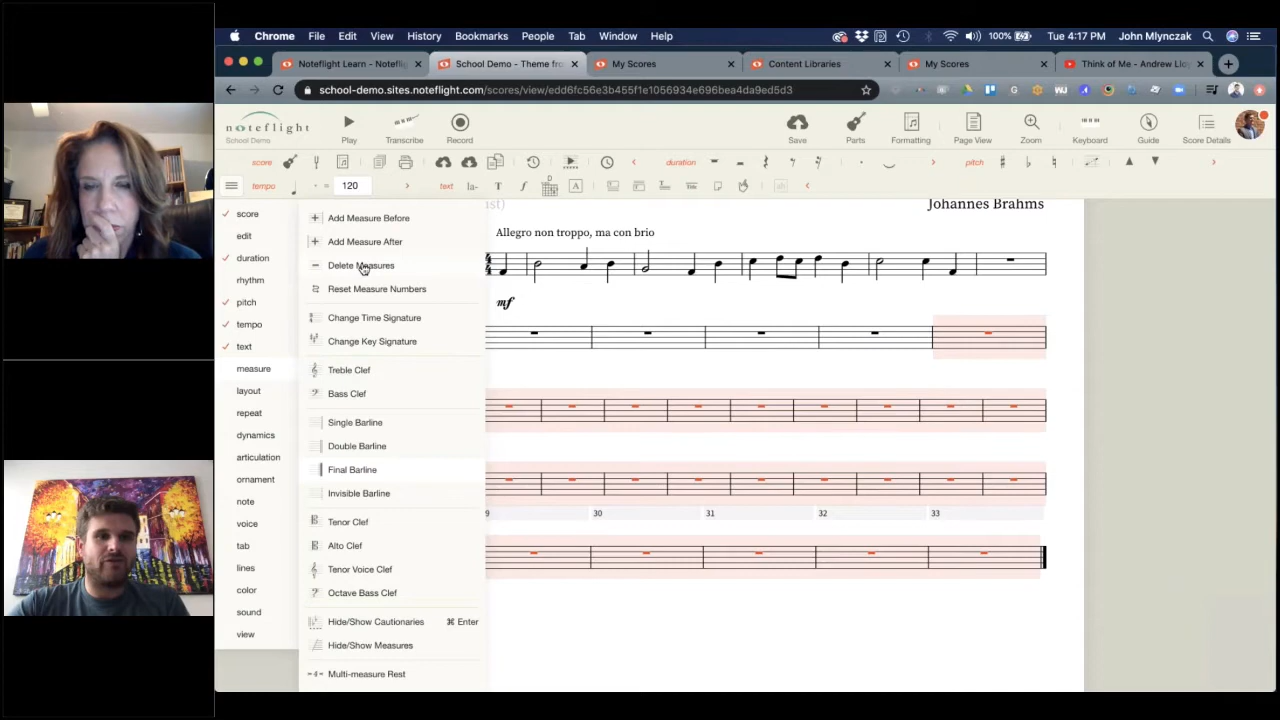 Chrome File Edit View History Bookmarks People Tab Window Help 100% Tue 4:17 PM John Mlynczak
Noteflight Learn - Noteflig School Demo - Theme from My Scores Content Libraries My Scores Think of Me - Andrew Llo
school-demo.sites.noteflight.com/scores/view/edd6fc56e3b455f1e1056934e696bea4da9ed5d3
noteflight
School Demo
Play Transcribe Record Save Parts Formatting Page View Zoom Keyboard Guide Score Details
score duration pitch
tempo 120 text la-
Johannes Brahms
Allegro non troppo, ma con brio
mf
score
edit
duration
rhythm
pitch
tempo
text
measure
layout
repeat
dynamics
articulation
ornament
note
voice
tab
lines
color
sound
view
Add Measure Before
Add Measure After
Delete Measures
Reset Measure Numbers
Change Time Signature
Change Key Signature
Treble Clef
Bass Clef
Single Barline
Double Barline
Final Barline
Invisible Barline
Tenor Clef
Alto Clef
Tenor Voice Clef
Octave Bass Clef
Hide/Show Cautionaries ⌘ Enter
Hide/Show Measures
Multi-measure Rest
9 30 31 32 33